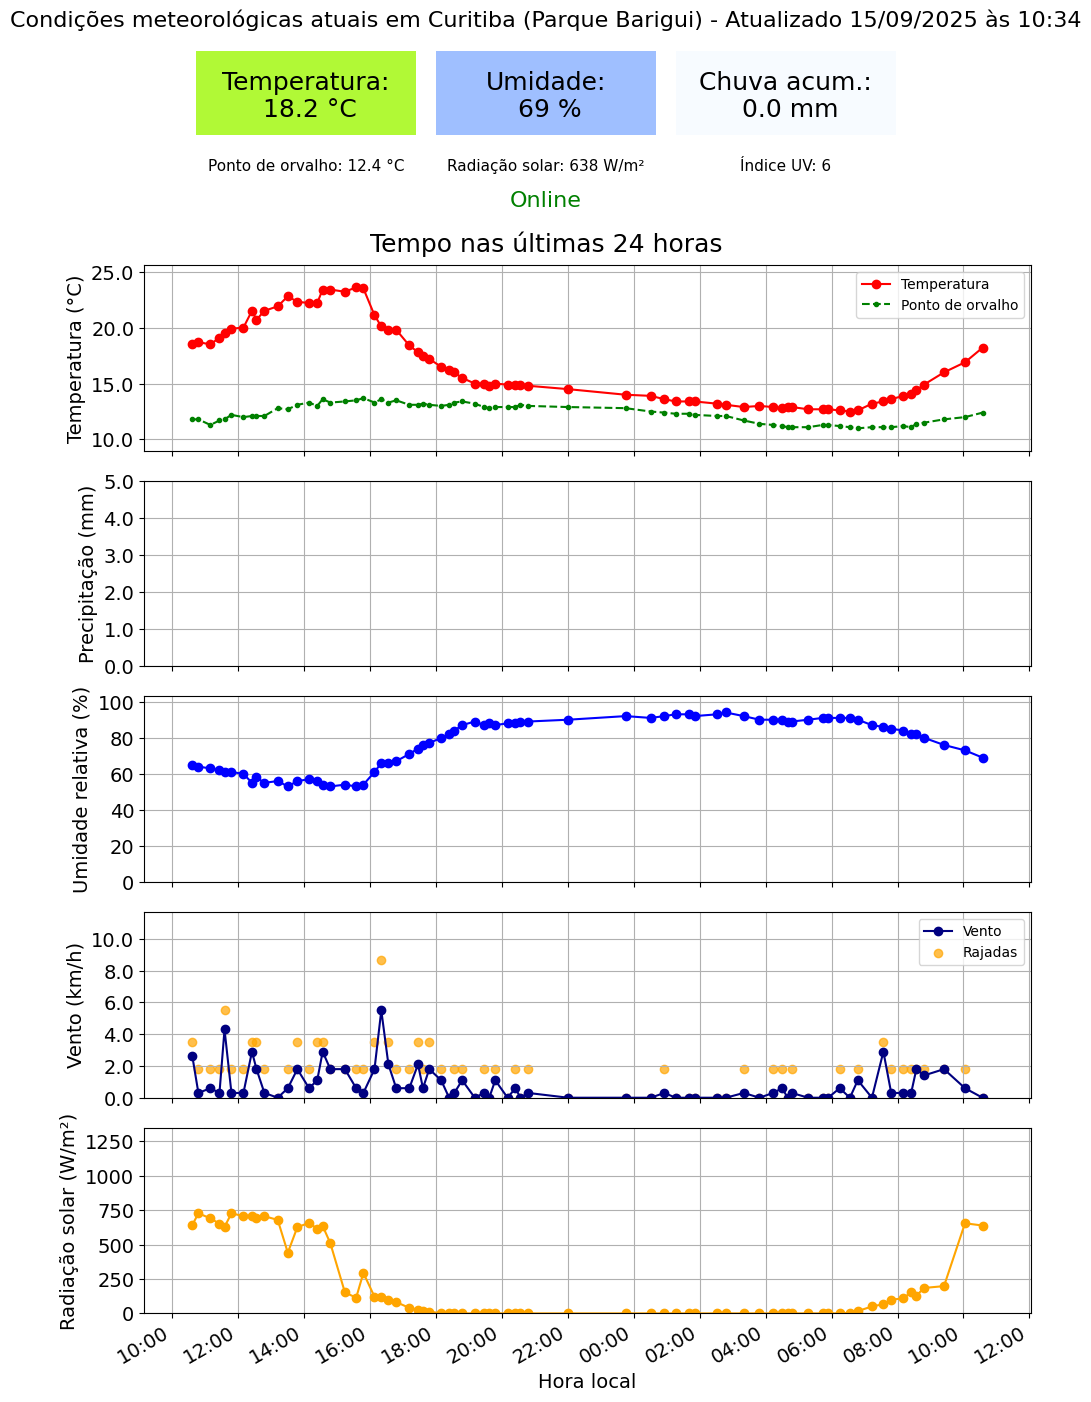 Condições meteorológicas atuais em Curitiba (Parque Barigui) - Atualizado 15/09/2025 às 10:34
Temperatura:
18.2 °C
Umidade:
69 %
Chuva acum.:
0.0 mm
Ponto de orvalho: 12.4 °C
Radiação solar: 638 W/m²
Índice UV: 6
Online
Tempo nas últimas 24 horas
Temperatura (°C)
25.0
20.0
15.0
10.0
Temperatura
Ponto de orvalho
Precipitação (mm)
5.0
4.0
3.0
2.0
1.0
0.0
Umidade relativa (%)
100
80
60
40
20
0
Vento (km/h)
10.0
8.0
6.0
4.0
2.0
0.0
Vento
Rajadas
Radiação solar (W/m²)
1250
1000
750
500
250
0
10:00
12:00
14:00
16:00
18:00
20:00
22:00
00:00
02:00
04:00
06:00
08:00
10:00
12:00
Hora local